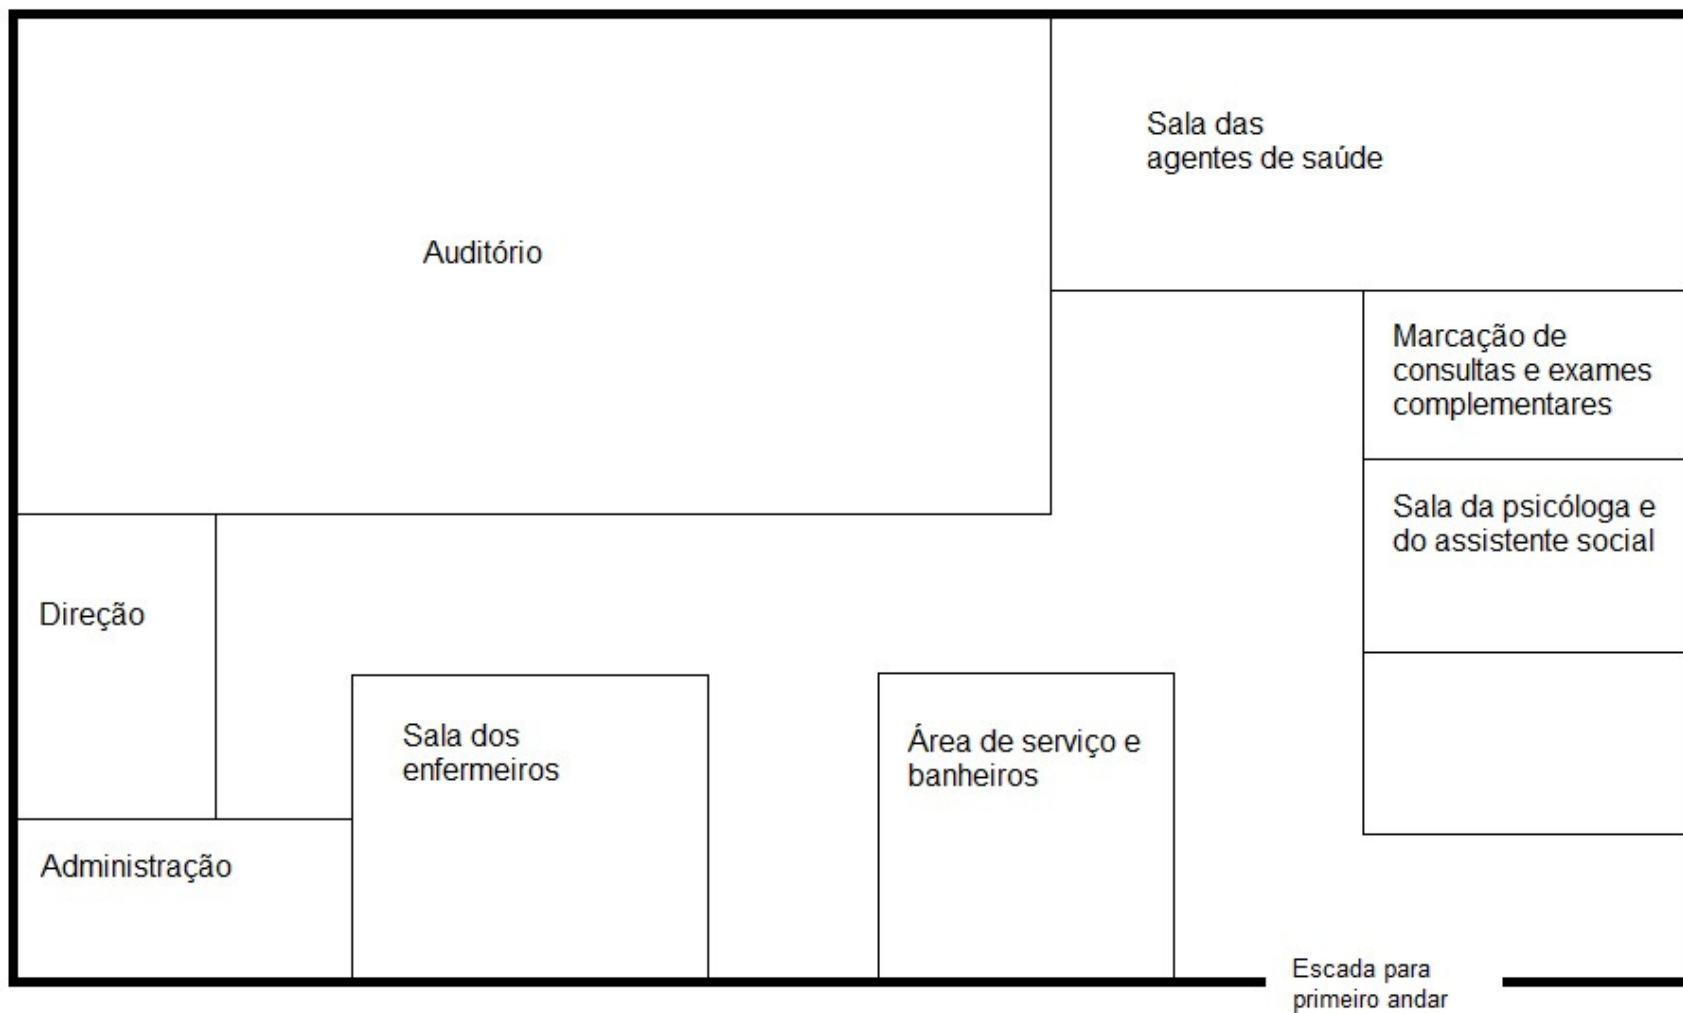 Sala das
agentes de saúde
Auditório
Marcação de
consultas e exames
complementares
Sala da psicóloga e
do assistente social
Direção
Sala dos
enfermeiros
Área de serviço e
banheiros
Administração
Escada para
primeiro andar